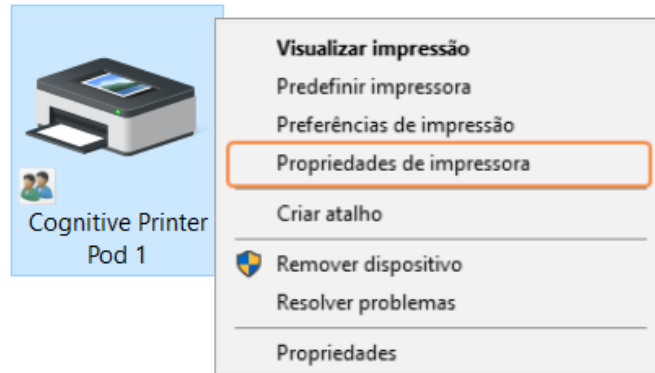 Cognitive Printer
Pod 1
Visualizar impressão
Predefinir impressora
Preferências de impressão
Propriedades de impressora
Criar atalho
Remover dispositivo
Resolver problemas
Propriedades